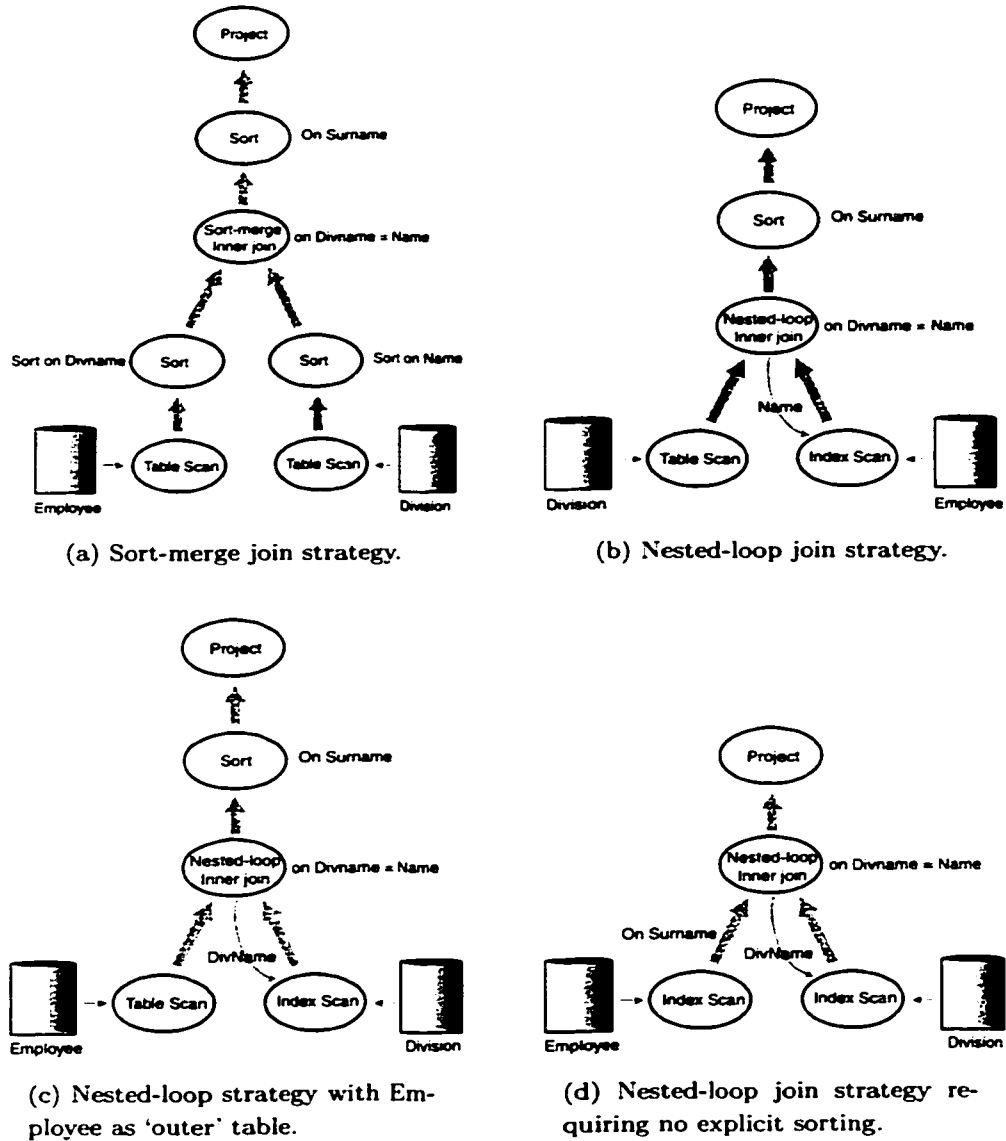 Project
Sort
On Surname
Sort-merge
Inner join
on Divname = Name
Sort on Divname
Sort
Sort
Sort on Name
Employee
Table Scan
Table Scan
Division
(a) Sort-merge join strategy.
Project
Sort
On Surname
Nested-loop
Inner join
on Divname = Name
Name
Division
Table Scan
Index Scan
Employee
(b) Nested-loop join strategy.
Project
Sort
On Surname
Nested-loop
Inner join
on Divname = Name
DivName
Employee
Table Scan
Index Scan
Division
(c) Nested-loop strategy with Em-
ployee as ‘outer’ table.
Project
Nested-loop
Inner join
on Divname = Name
On Surname
DivName
Employee
Index Scan
Index Scan
Division
(d) Nested-loop join strategy re-
quiring no explicit sorting.